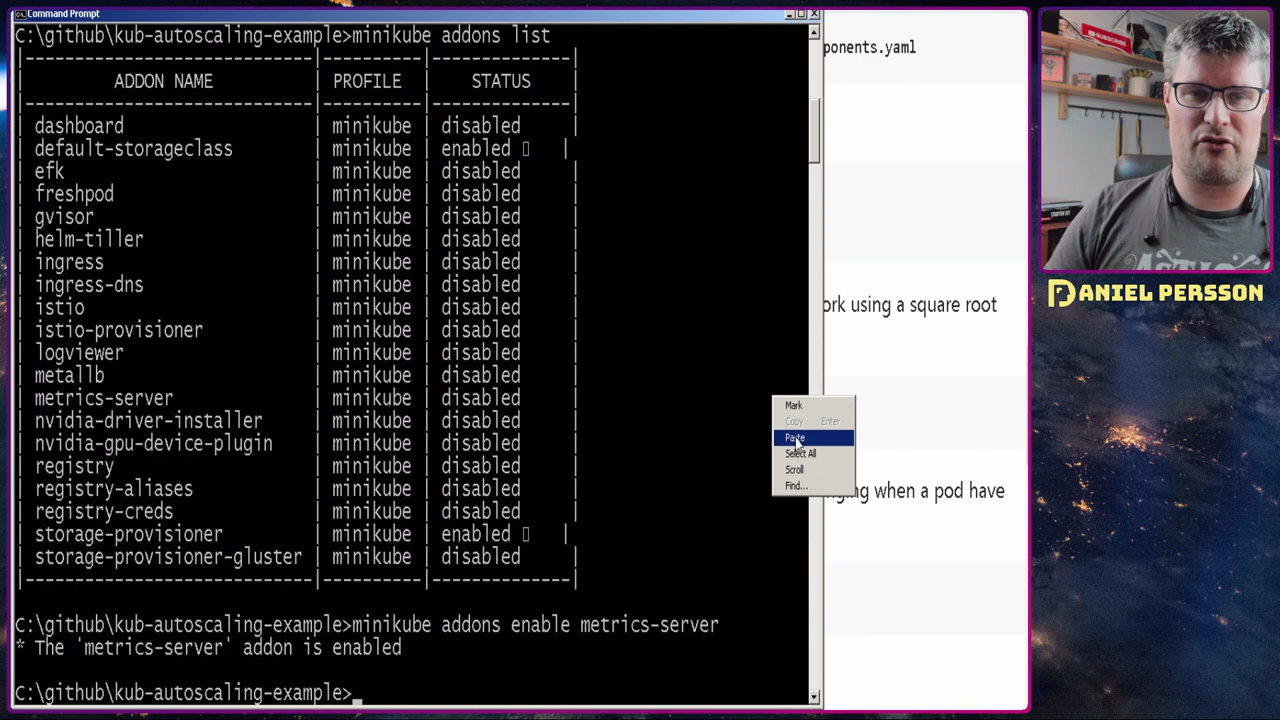 Command Prompt
C:\github\kub-autoscaling-example>minikube addons list
ADDON NAME | PROFILE | STATUS
dashboard | minikube | disabled
default-storageclass | minikube | enabled
efk | minikube | disabled
freshpod | minikube | disabled
gvisor | minikube | disabled
helm-tiller | minikube | disabled
ingress | minikube | disabled
ingress-dns | minikube | disabled
istio | minikube | disabled
istio-provisioner | minikube | disabled
logviewer | minikube | disabled
metallb | minikube | disabled
metrics-server | minikube | disabled
nvidia-driver-installer | minikube | disabled
nvidia-gpu-device-plugin | minikube | disabled
registry | minikube | disabled
registry-aliases | minikube | disabled
registry-creds | minikube | disabled
storage-provisioner | minikube | enabled
storage-provisioner-gluster | minikube | disabled
C:\github\kub-autoscaling-example>minikube addons enable metrics-server
* The 'metrics-server' addon is enabled
C:\github\kub-autoscaling-example>
Mark
Copy Enter
Paste
Select All
Scroll
Find...
ponents.yaml
ork using a square root
nging when a pod have
SUBSCRIBE
DANIEL PERSSON